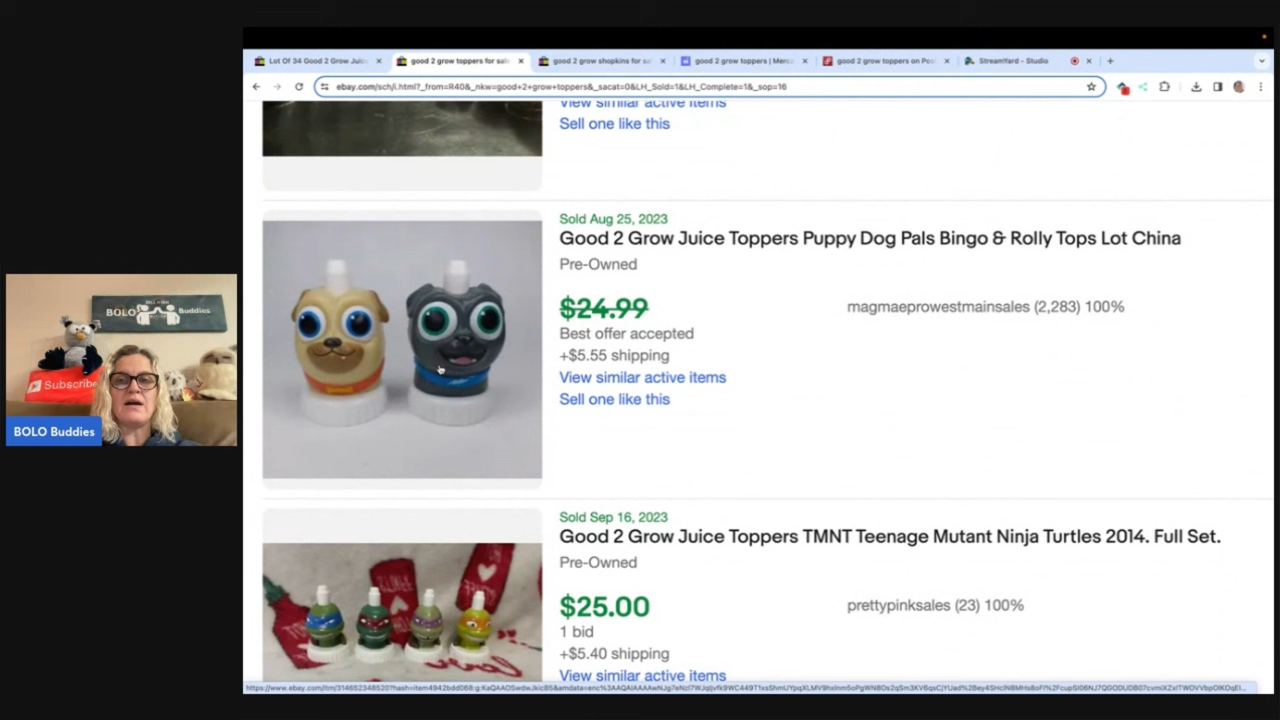 Lot Of 34 Good 2 Grow Juice
good 2 grow toppers for sale
good 2 grow shopkins for sa
good 2 grow toppers | Merc
good 2 grow toppers on Pos
StreamYard - Studio
ebay.com/sch/i.html?_from=R40&_nkw=good+2+grow+toppers&_sacat=0&LH_Sold=1&LH_Complete=1&_sop=16
View similar active items
Sell one like this
Sold Aug 25, 2023
Good 2 Grow Juice Toppers Puppy Dog Pals Bingo & Rolly Tops Lot China
Pre-Owned
$24.99
magmaeprowestmainsales (2,283) 100%
Best offer accepted
+$5.55 shipping
View similar active items
Sell one like this
BOLO Buddies
Subscribe
BOLO Buddies
Sold Sep 16, 2023
Good 2 Grow Juice Toppers TMNT Teenage Mutant Ninja Turtles 2014. Full Set.
Pre-Owned
$25.00
prettypinksales (23) 100%
1 bid
+$5.40 shipping
View similar active items